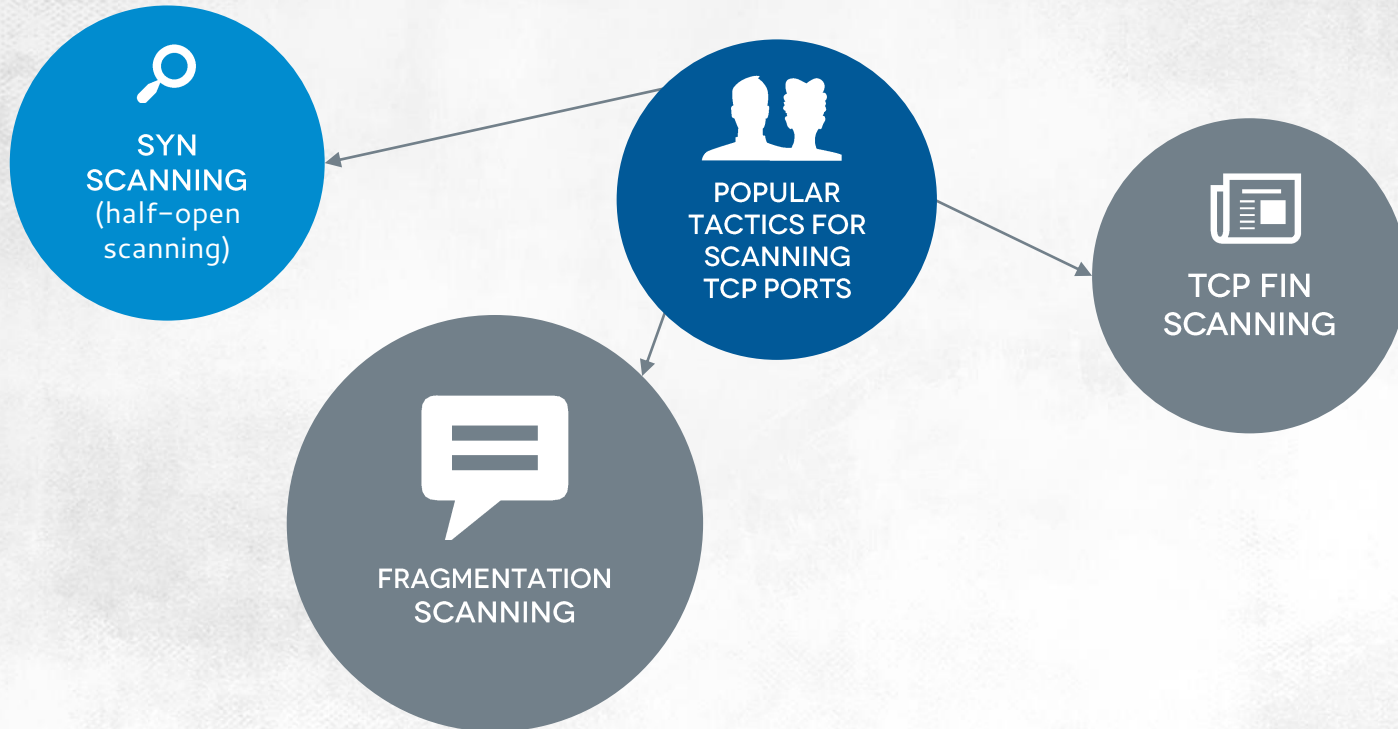 SYN
SCANNING
(half-open
scanning)
POPULAR
TACTICS FOR
SCANNING
TCP PORTS
TCP FIN
SCANNING
FRAGMENTATION
SCANNING